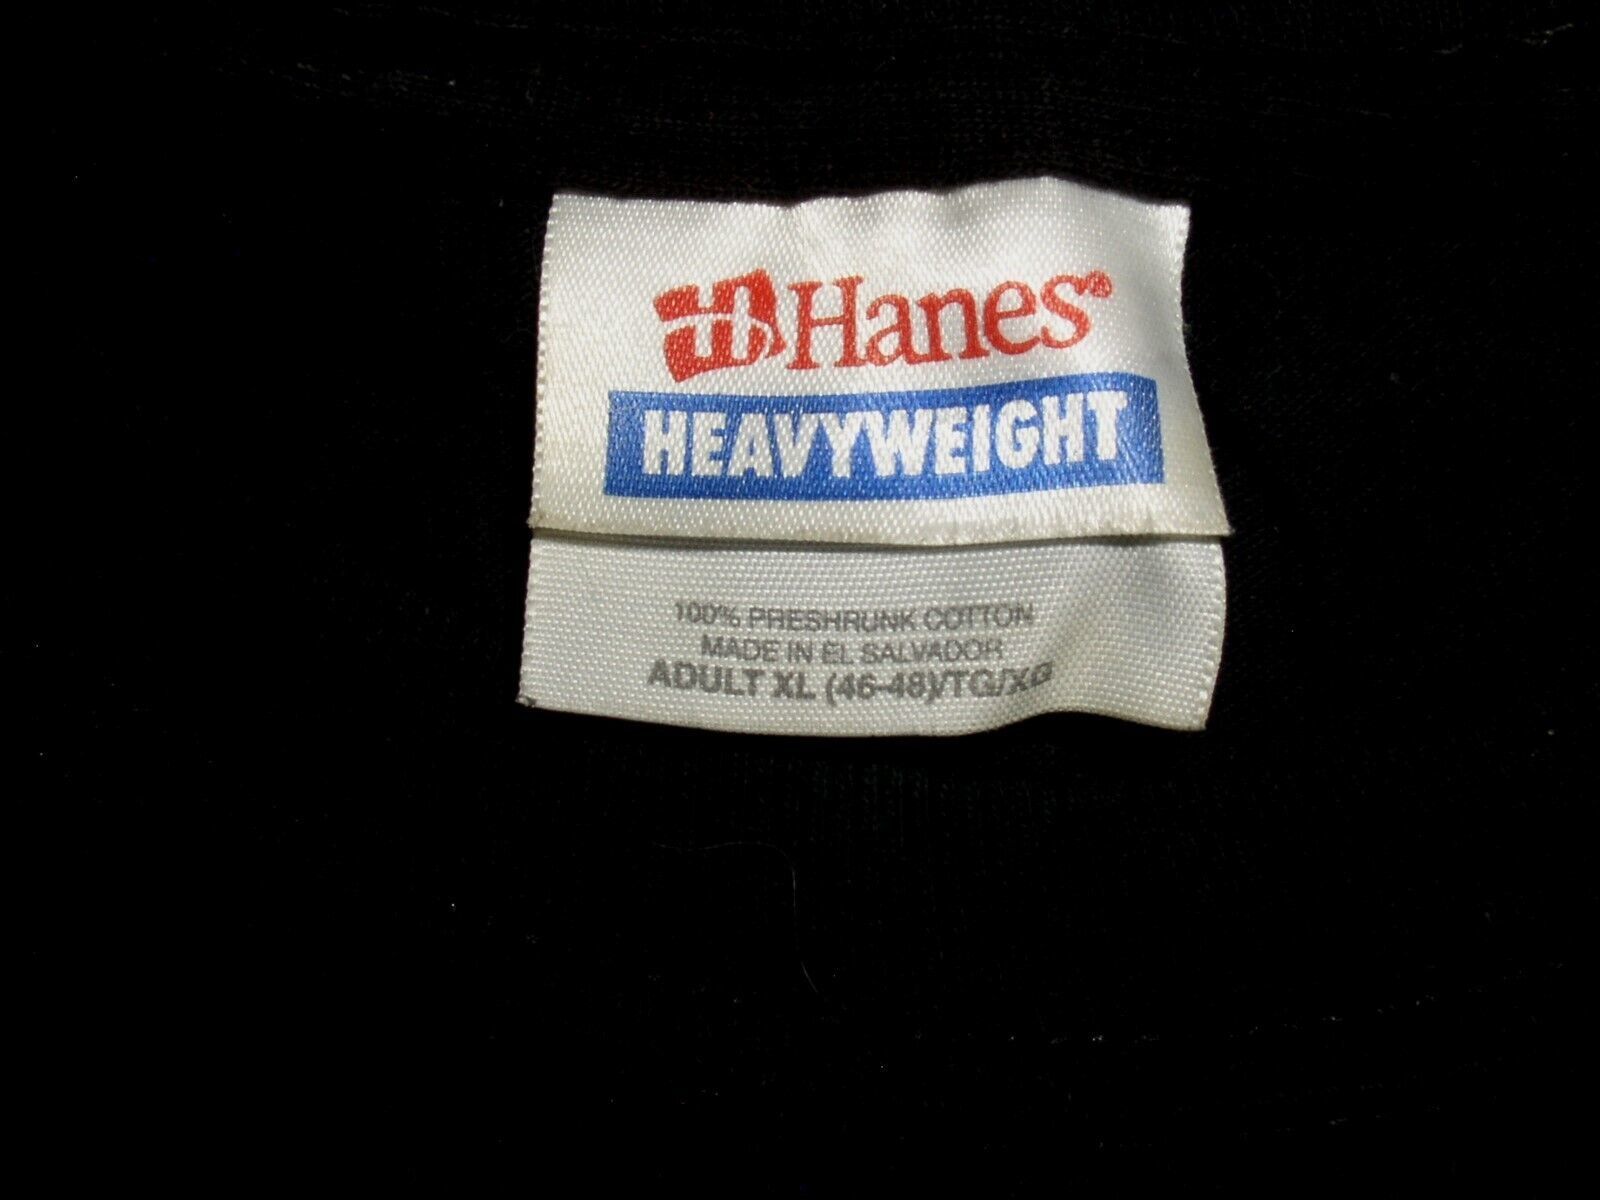 Hanes®
HEAVYWEIGHT
100% PRESHRUNK COTTON
MADE IN EL SALVADOR
ADULT XL (46-48)/TG/XG